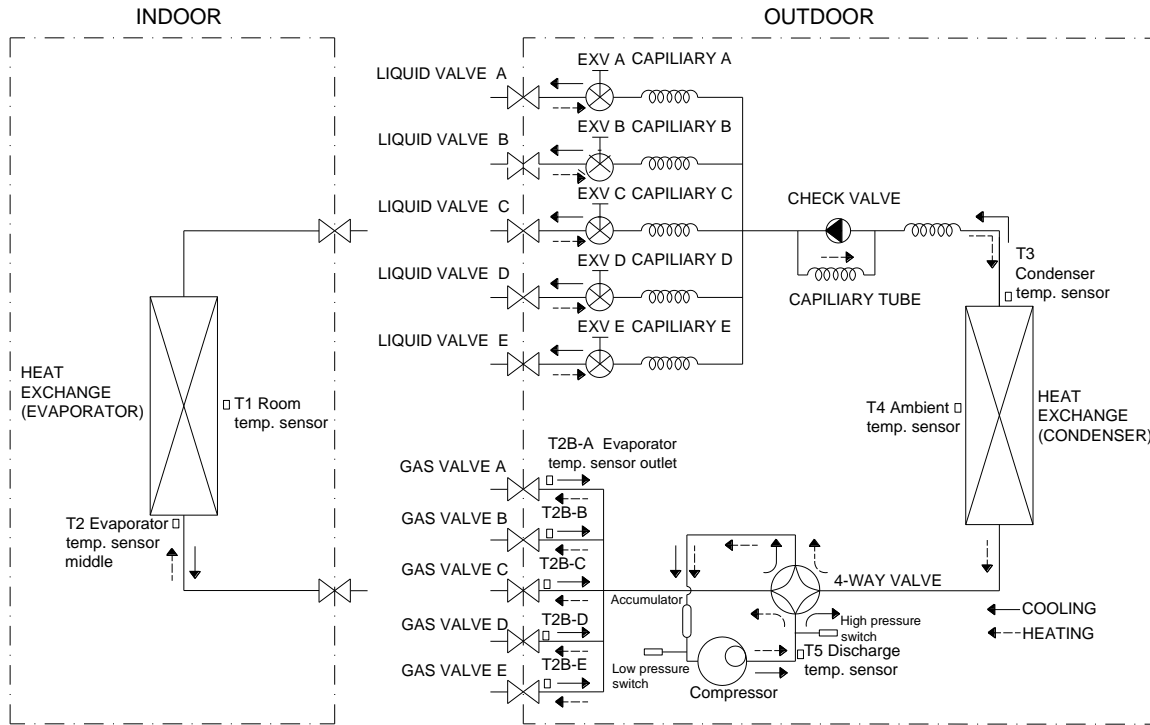 INDOOR
OUTDOOR
LIQUID VALVE A
EXV A
CAPILIARY A
LIQUID VALVE B
EXV B
CAPILIARY B
LIQUID VALVE C
EXV C
CAPILIARY C
LIQUID VALVE D
EXV D
CAPILIARY D
LIQUID VALVE E
EXV E
CAPILIARY E
CHECK VALVE
CAPILIARY TUBE
T3
Condenser
temp. sensor
HEAT
EXCHANGE
(EVAPORATOR)
T1 Room
temp. sensor
T2 Evaporator
temp. sensor
middle
T4 Ambient
temp. sensor
HEAT
EXCHANGE
(CONDENSER)
GAS VALVE A
T2B-A Evaporator
temp. sensor outlet
GAS VALVE B
T2B-B
GAS VALVE C
T2B-C
GAS VALVE D
T2B-D
GAS VALVE E
T2B-E
Accumulator
4-WAY VALVE
High pressure
switch
Low pressure
switch
T5 Discharge
temp. sensor
Compressor
COOLING
HEATING